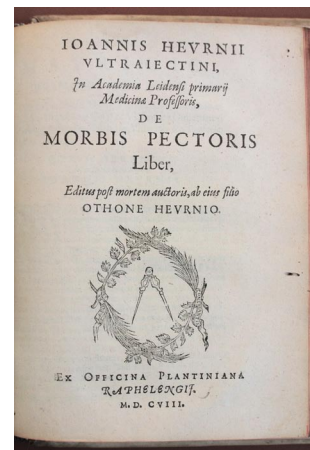 IOANNIS HEVRNII
VLTRAIECTINI,
In Academia Leidensi primarij
Medicinæ Professoris,
DE
MORBIS PECTORIS
Liber,
Editus post mortem auctoris, ab eius filio
OTHONE HEVRNIO.
EX OFFICINA PLANTINIANA
RAPHELENGIJ.
M. D. CVIII.